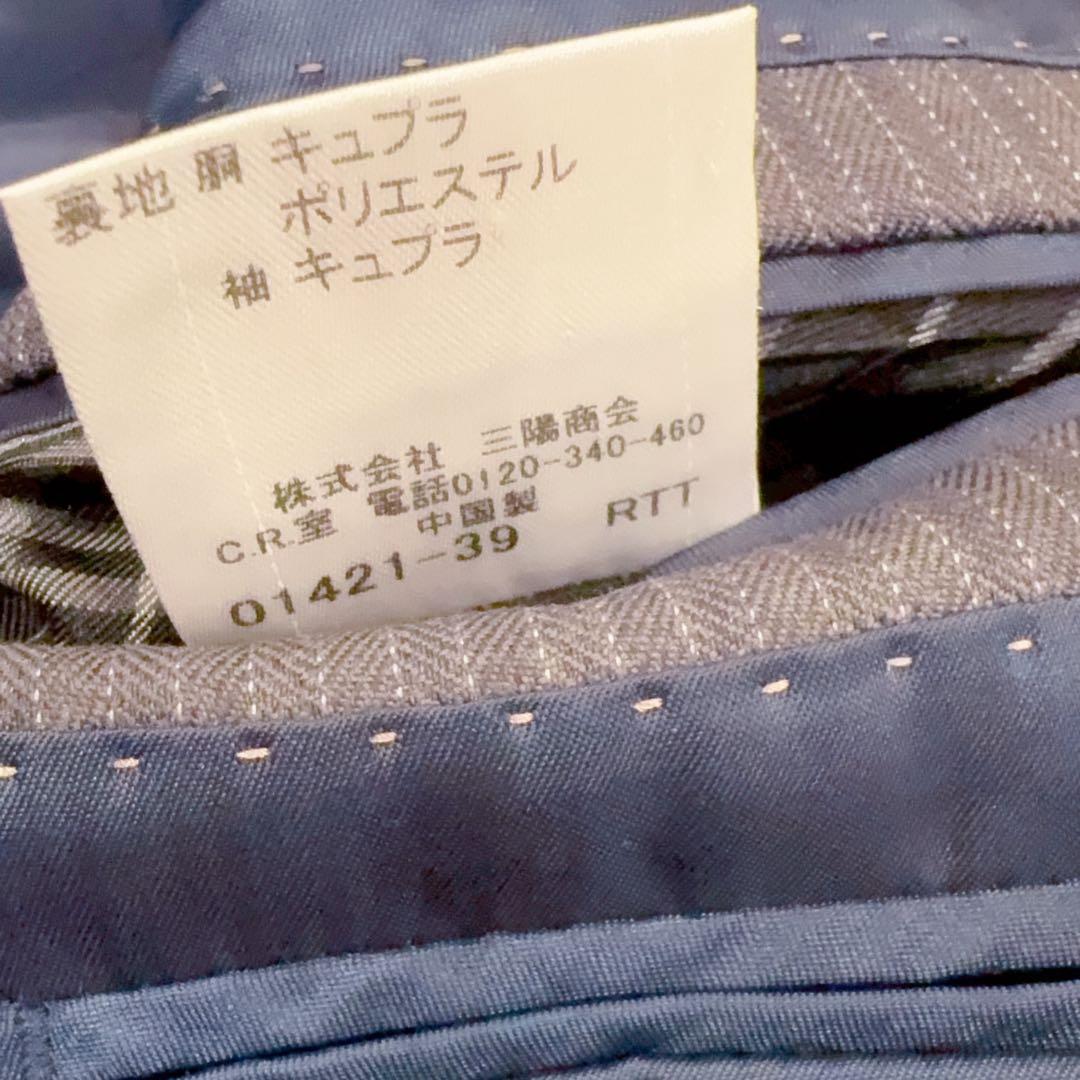 裏地 胴 キュプラ
ポリエステル
袖 キュプラ
株式会社 三陽商会
C.R.室 電話0120-340-460
中国製
01421-39 RTT